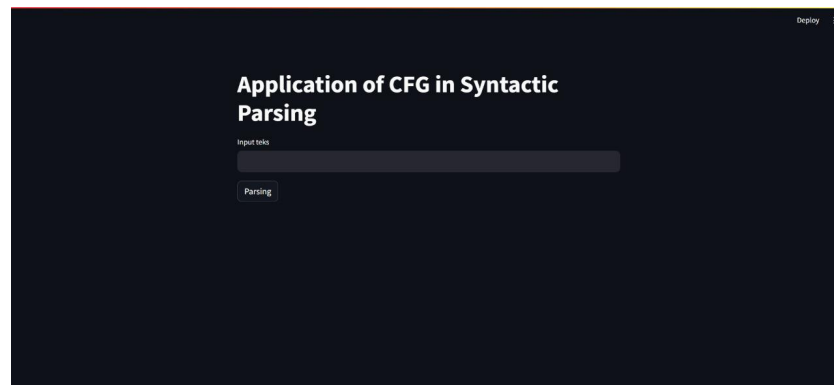 Deploy
Application of CFG in Syntactic
Parsing
Input teks
Parsing